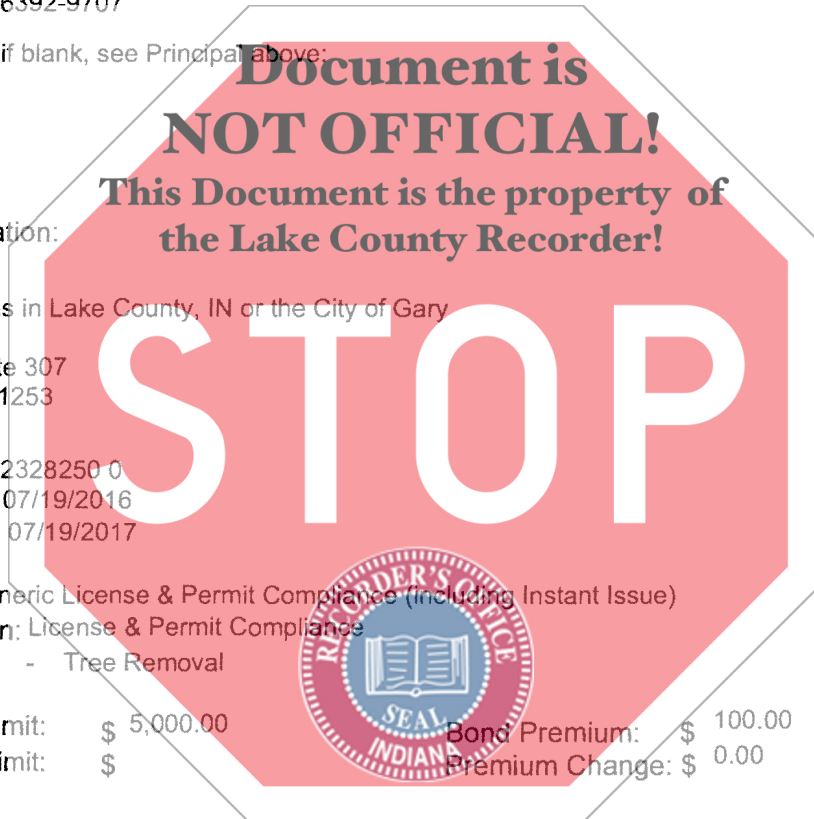 6392-9707
if blank, see Principal above:
Document is
NOT OFFICIAL!
This Document is the property of
the Lake County Recorder!
ation:
s in Lake County, IN or the City of Gary
te 307
1253
STOP
2328250 0
07/19/2016
07/19/2017
neric License & Permit Compliance (including Instant Issue)
n: License & Permit Compliance
- Tree Removal
RECORDER'S OFFICE
SEAL
INDIANA
mit: $ 5,000.00 Bond Premium: $ 100.00
imit: $ Premium Change: $ 0.00